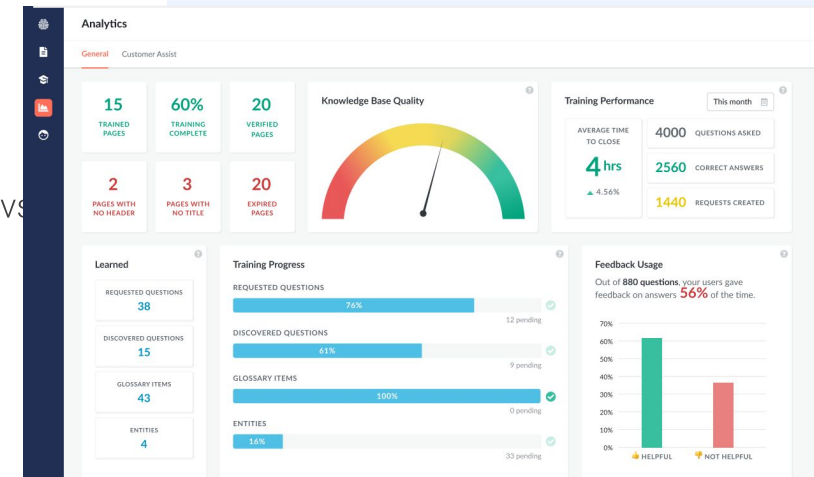 Analytics
General Customer Assist
VS
15
TRAINED
PAGES
60%
TRAINING
COMPLETE
20
VERIFIED
PAGES
2
PAGES WITH
NO HEADER
3
PAGES WITH
NO TITLE
20
EXPIRED
PAGES
Knowledge Base Quality
?
Training Performance
This month
?
AVERAGE TIME
TO CLOSE
4 hrs
4.56%
4000 QUESTIONS ASKED
2560 CORRECT ANSWERS
1440 REQUESTS CREATED
Learned
?
REQUESTED QUESTIONS
38
DISCOVERED QUESTIONS
15
GLOSSARY ITEMS
43
ENTITIES
4
Training Progress
?
REQUESTED QUESTIONS
76%
12 pending
DISCOVERED QUESTIONS
61%
9 pending
GLOSSARY ITEMS
100%
0 pending
ENTITIES
16%
33 pending
Feedback Usage
?
Out of 880 questions, your users gave
feedback on answers 56% of the time.
70%
60%
50%
40%
30%
20%
10%
0%
HELPFUL NOT HELPFUL